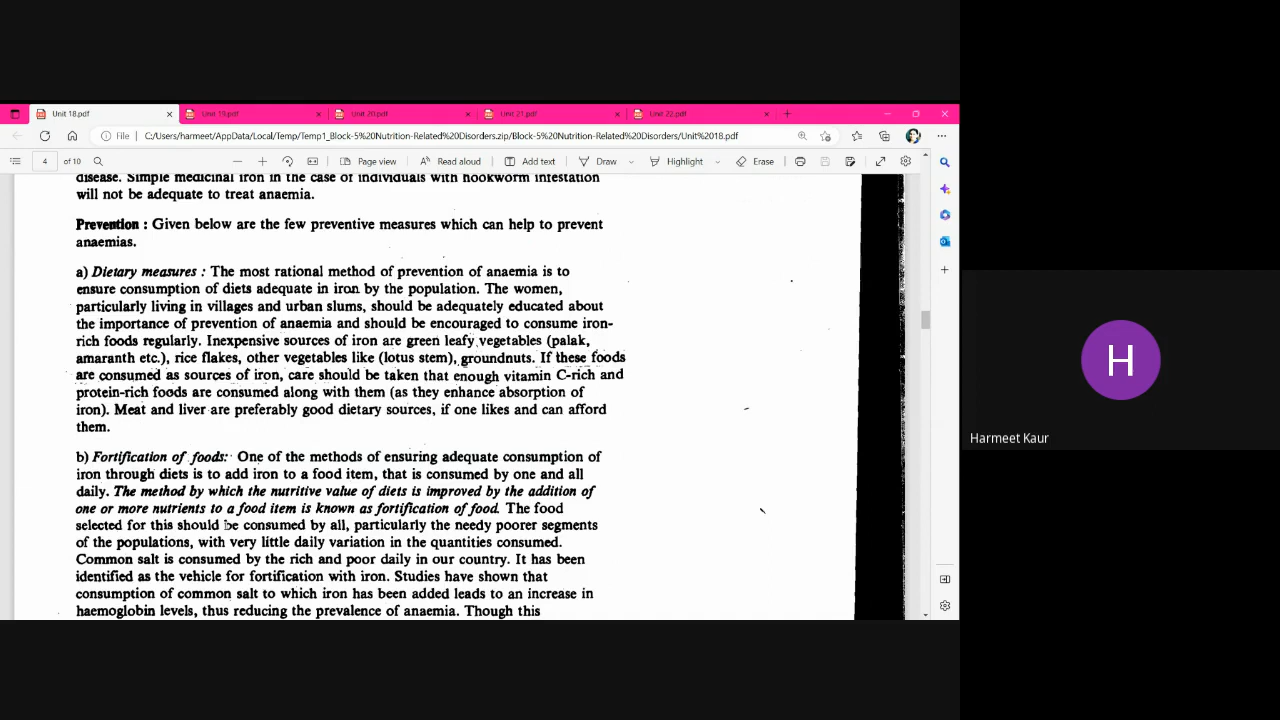 Unit 18.pdf
Unit 19.pdf
Unit 20.pdf
Unit 21.pdf
Unit 22.pdf
File C:/Users/harmeet/AppData/Local/Temp/Temp1_Block-5%20Nutrition-Related%20Disorders.zip/Block-5%20Nutrition-Related%20Disorders/Unit%2018.pdf
4 of 10 Page view Read aloud Add text Draw Highlight Erase
disease. Simple medicinal iron in the case of individuals with hookworm infestation
will not be adequate to treat anaemia.
Prevention : Given below are the few preventive measures which can help to prevent
anaemias.
a) Dietary measures : The most rational method of prevention of anaemia is to
ensure consumption of diets adequate in iron by the population. The women,
particularly living in villages and urban slums, should be adequately educated about
the importance of prevention of anaemia and should be encouraged to consume iron-
rich foods regularly. Inexpensive sources of iron are green leafy vegetables (palak,
amaranth etc.), rice flakes, other vegetables like (lotus stem), groundnuts. If these foods
are consumed as sources of iron, care should be taken that enough vitamin C-rich and
protein-rich foods are consumed along with them (as they enhance absorption of
iron). Meat and liver are preferably good dietary sources, if one likes and can afford
them.
b) Fortification of foods: One of the methods of ensuring adequate consumption of
iron through diets is to add iron to a food item, that is consumed by one and all
daily. The method by which the nutritive value of diets is improved by the addition of
one or more nutrients to a food item is known as fortification of food. The food
selected for this should be consumed by all, particularly the needy poorer segments
of the populations, with very little daily variation in the quantities consumed.
Common salt is consumed by the rich and poor daily in our country. It has been
identified as the vehicle for fortification with iron. Studies have shown that
consumption of common salt to which iron has been added leads to an increase in
haemoglobin levels, thus reducing the prevalence of anaemia. Though this
H
Harmeet Kaur